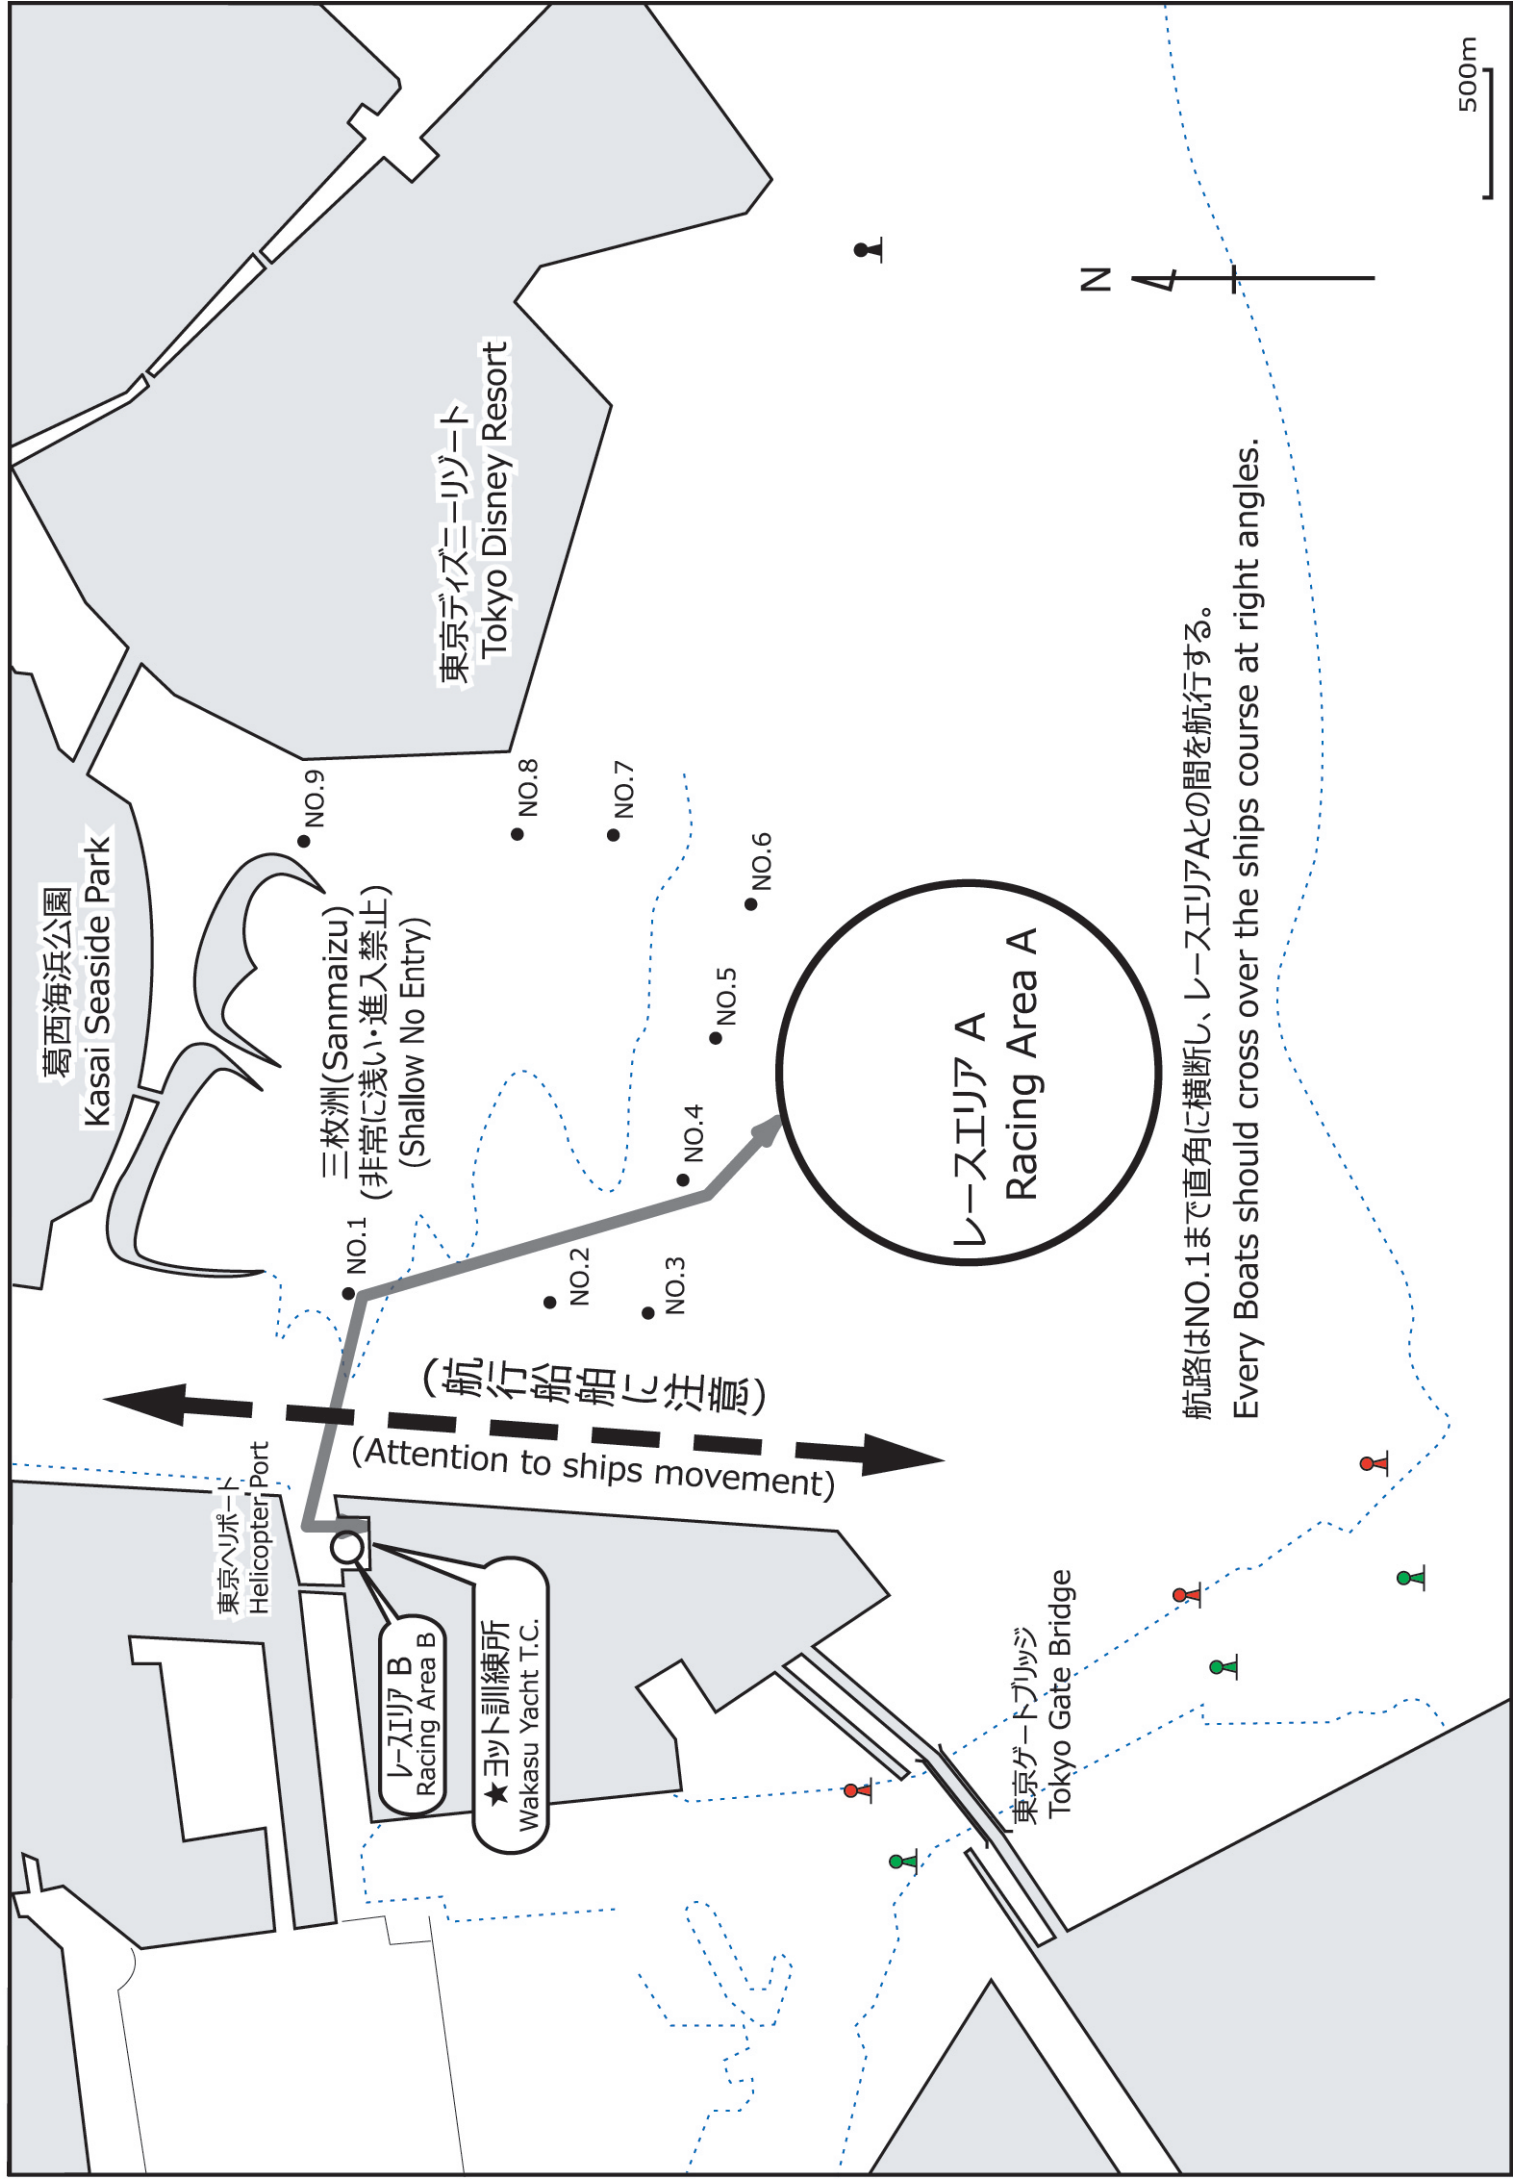 葛西海浜公園
Kasai Seaside Park
東京ヘリポート
Helicopter Port
三枚洲(Sanmaizu)
(非常に浅い・進入禁止)
(Shallow No Entry)
NO.1
NO.9
レースエリア B
Racing Area B
★ヨット訓練所
Wakasu Yacht T.C.
(航行船舶に注意)
(Attention to ships movement)
東京ディズニーリゾート
Tokyo Disney Resort
NO.2
NO.8
NO.3
NO.7
NO.4
NO.5
NO.6
レースエリア A
Racing Area A
東京ゲートブリッジ
Tokyo Gate Bridge
N
航路はNO.1まで直角に横断し、レースエリアAとの間を航行する。
Every Boats should cross over the ships course at right angles.
500m